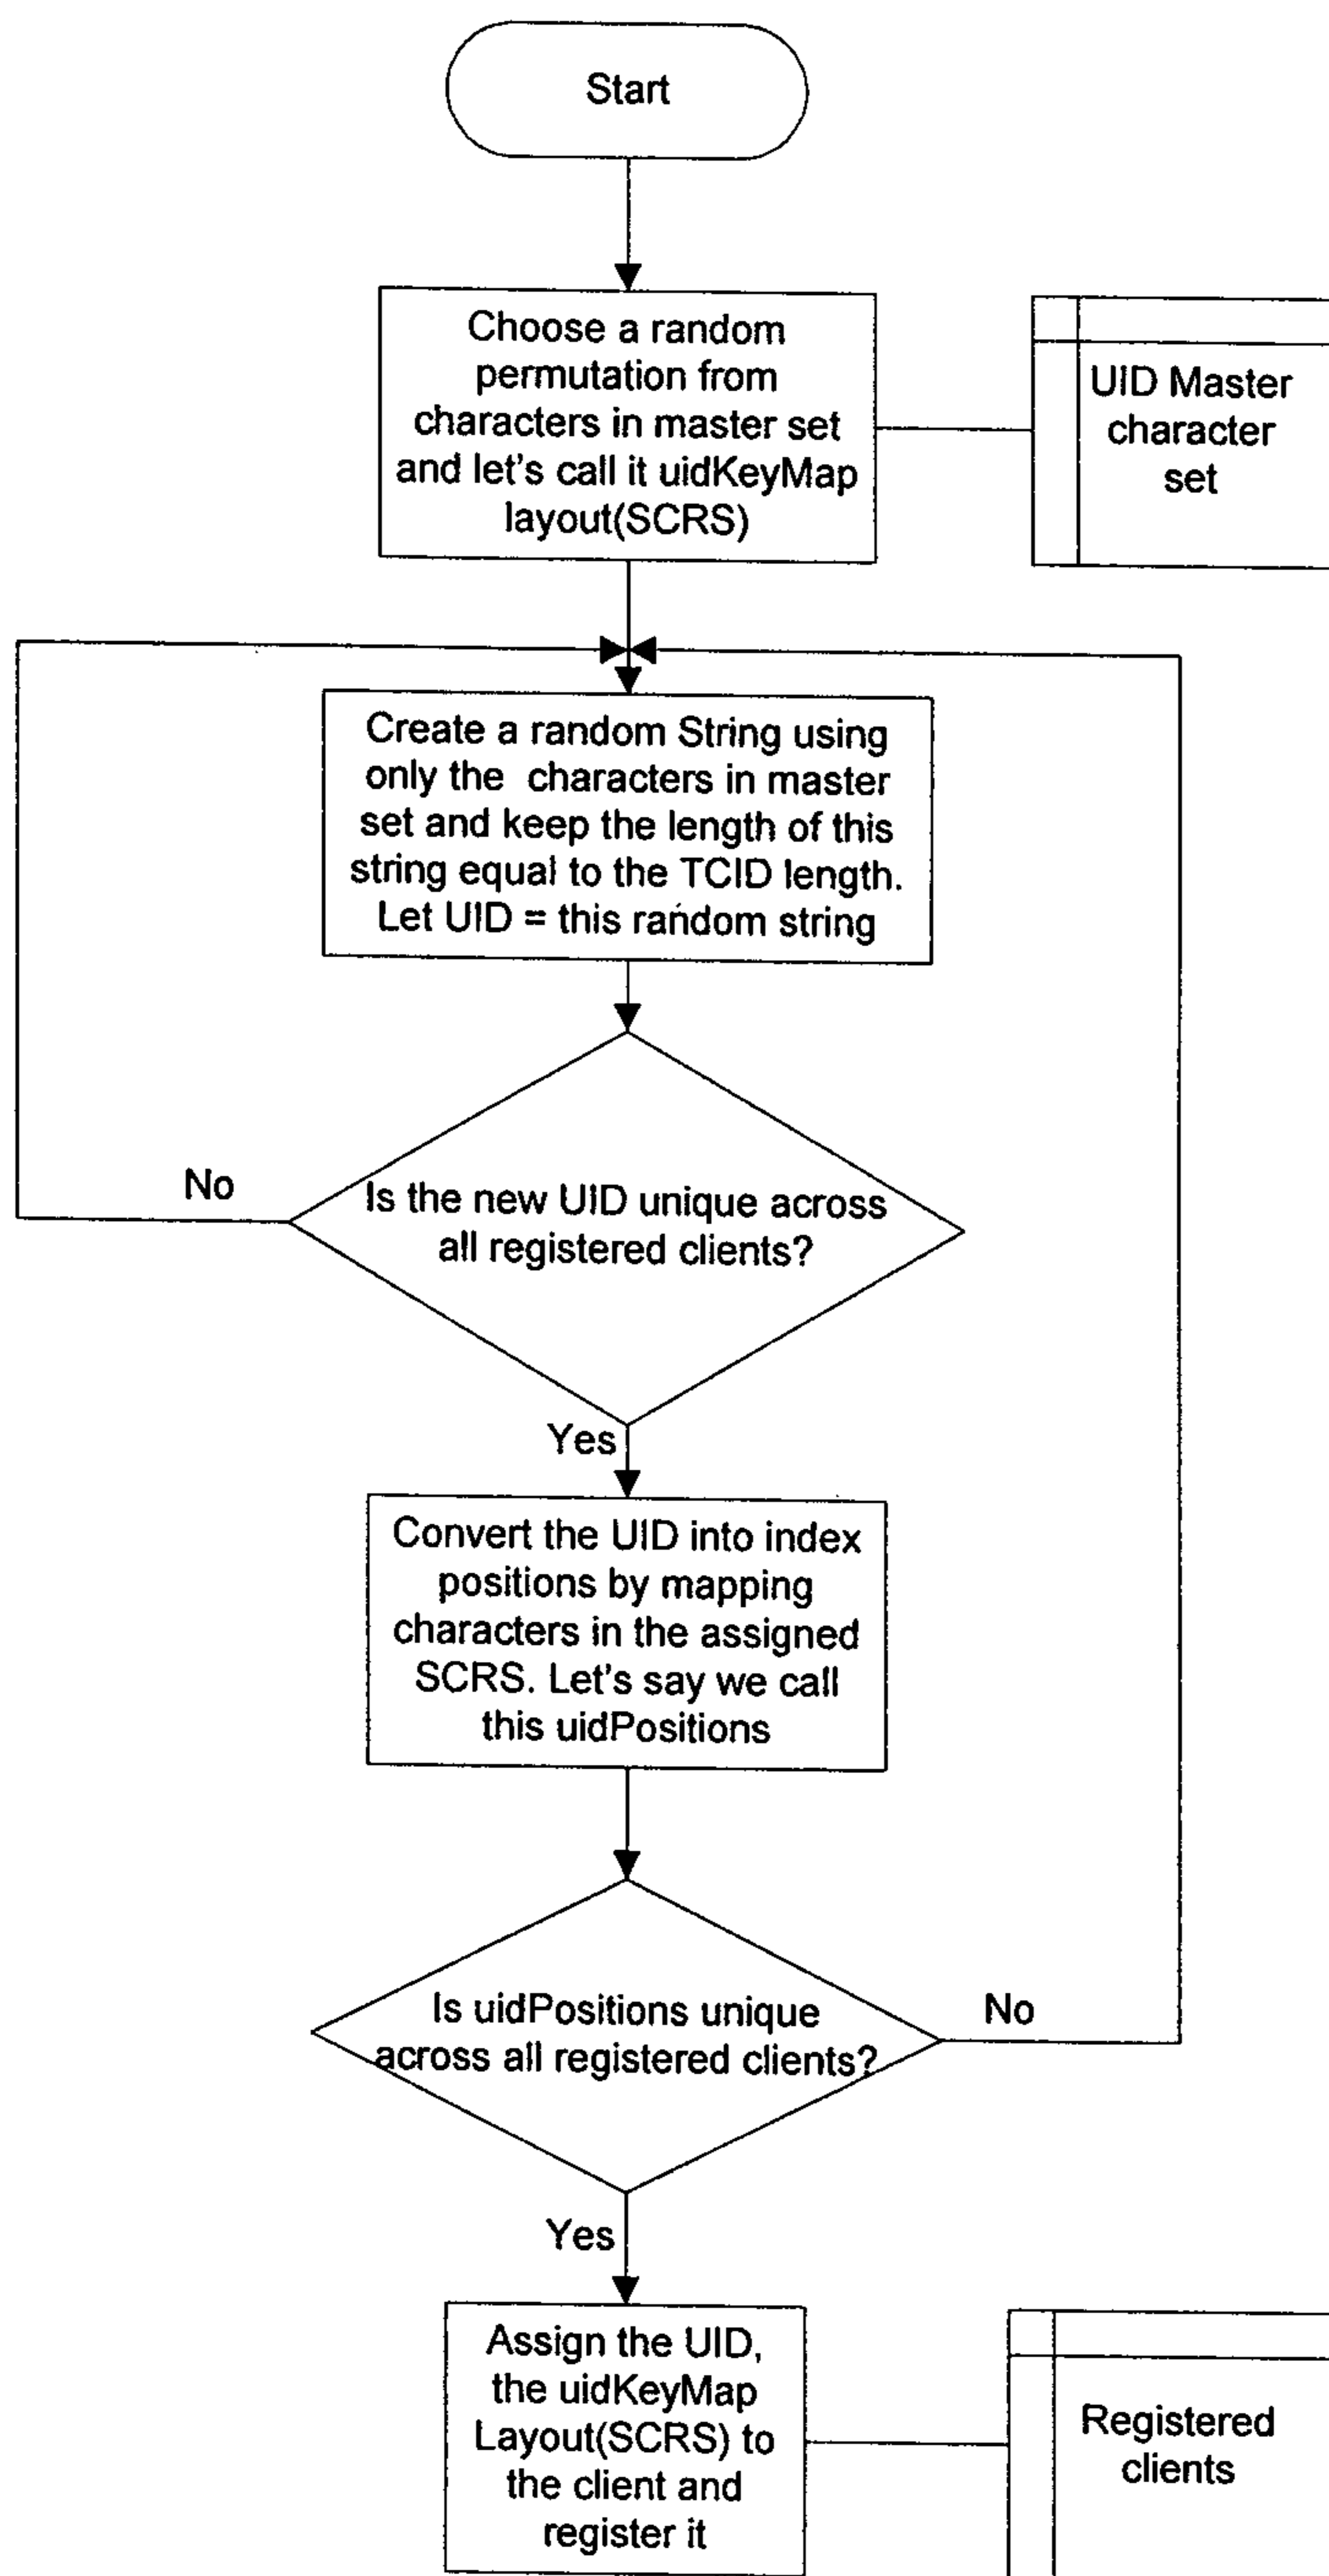 Start
Choose a random
permutation from
characters in master set
and let's call it uidKeyMap
layout(SCRS)
UID Master
character
set
Create a random String using
only the characters in master
set and keep the length of this
string equal to the TCID length.
Let UID = this random string
No
Is the new UID unique across
all registered clients?
Yes
Convert the UID into index
positions by mapping
characters in the assigned
SCRS. Let's say we call
this uidPositions
Is uidPositions unique
across all registered clients?
No
Yes
Assign the UID,
the uidKeyMap
Layout(SCRS) to
the client and
register it
Registered
clients